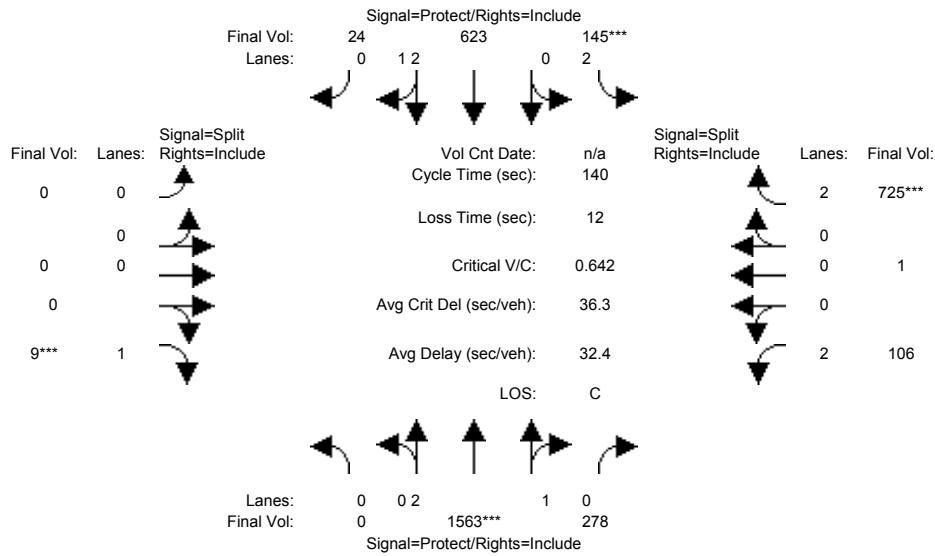 Signal=Protect/Rights=Include
Final Vol: 24 623 145***
Lanes: 0 1 2 0 2
Signal=Split
Final Vol: Lanes: Rights=Include
Vol Cnt Date: n/a
Signal=Split
Rights=Include Lanes: Final Vol:
Cycle Time (sec): 140
0 0
2 725***
Loss Time (sec): 12
0
0
0 0
Critical V/C: 0.642
0 1
0
Avg Crit Del (sec/veh): 36.3
0
9*** 1
Avg Delay (sec/veh): 32.4
2 106
LOS: C
Lanes: 0 0 2 1 0
Final Vol: 0 1563*** 278
Signal=Protect/Rights=Include